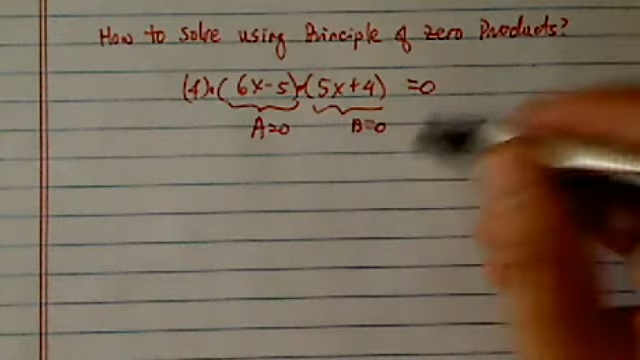 How to solve using Principle of zero Products?
(4)·(6x-5)·(5x+4) =0
A=0 B=0